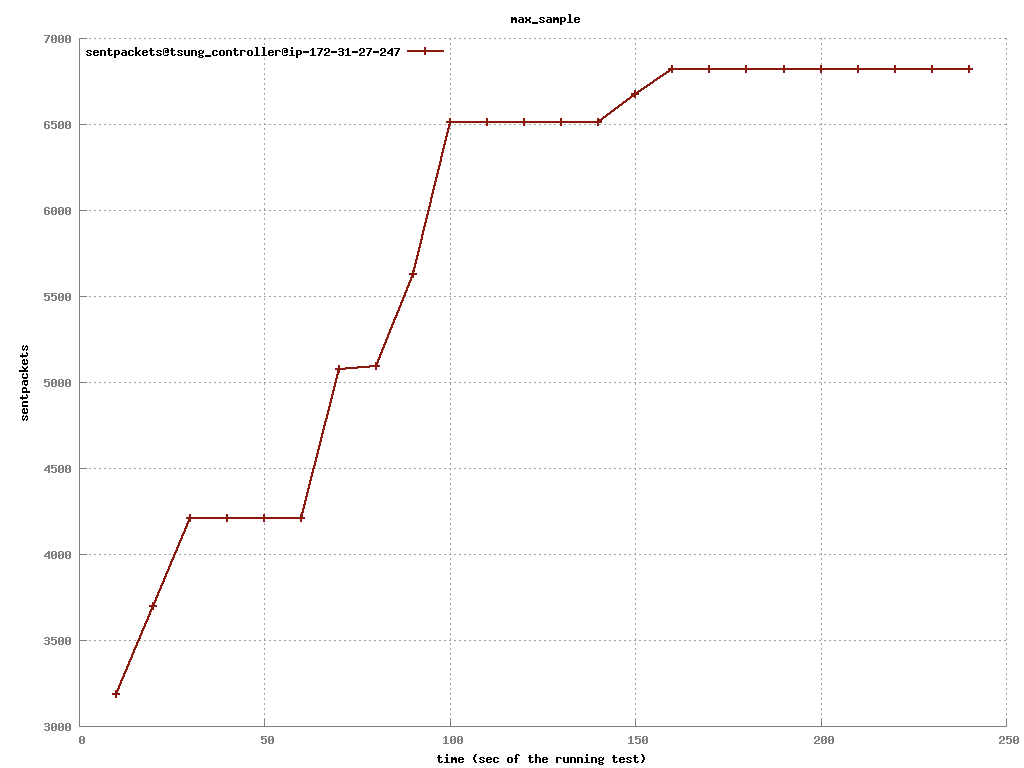 max_sample
sentpackets@tsung_controller@ip-172-31-27-247
7000
6500
6000
5500
5000
4500
4000
3500
3000
sentpackets
0 50 100 150 200 250
time (sec of the running test)